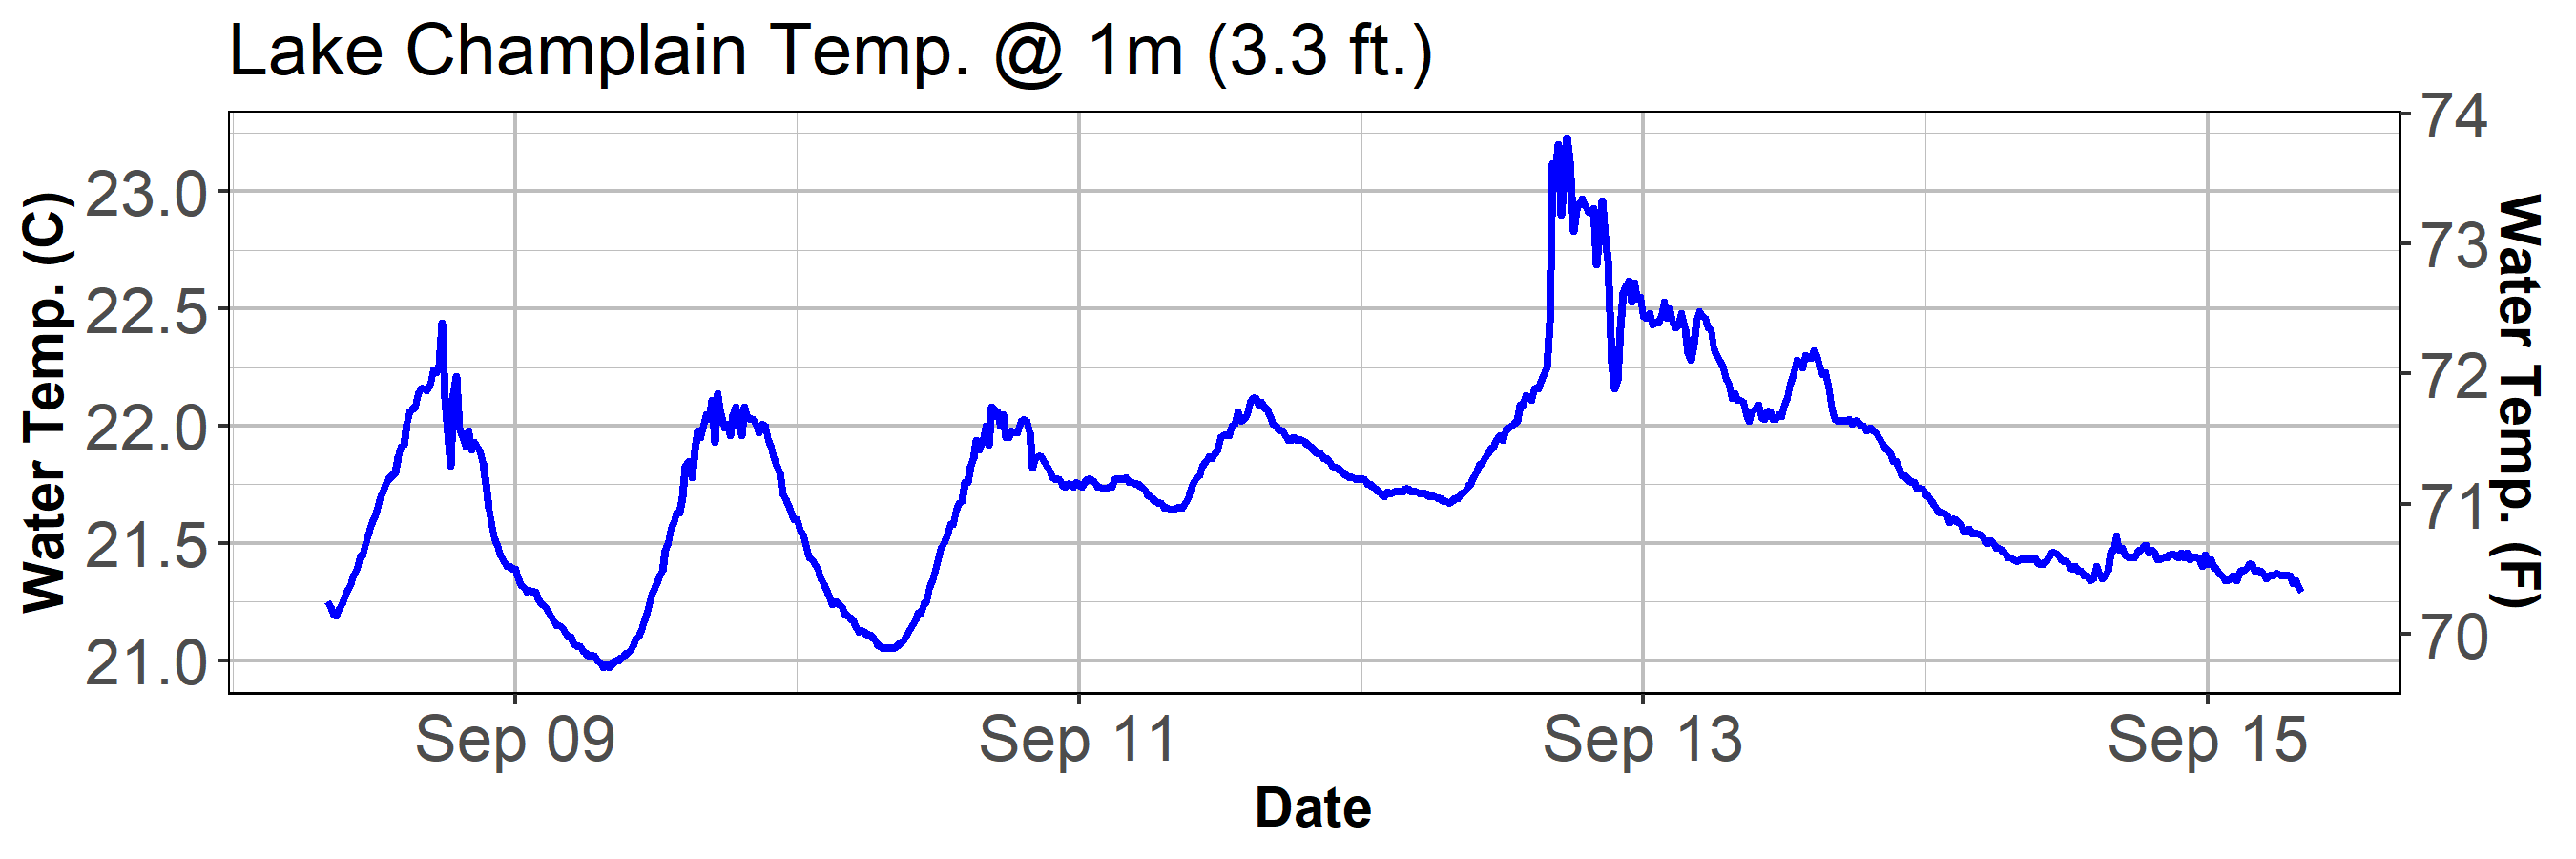 Lake Champlain Temp. @ 1m (3.3 ft.)
Water Temp. (C)
23.0
22.5
22.0
21.5
21.0
74
73
72
71
70
Water Temp. (F)
Sep 09
Sep 11
Sep 13
Sep 15
Date